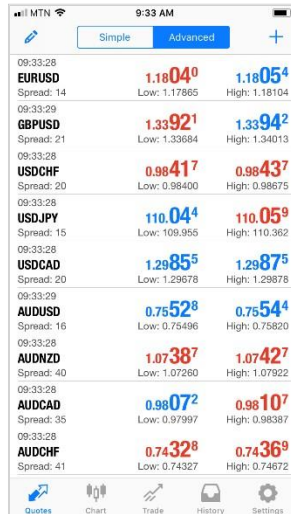 MTN 9:33 AM
Simple Advanced
09:33:28
EURUSD 1.18040 1.18054
Spread: 14 Low: 1.17865 High: 1.18104
09:33:29
GBPUSD 1.33921 1.33942
Spread: 21 Low: 1.33684 High: 1.34013
09:33:28
USDCHF 0.98417 0.98437
Spread: 20 Low: 0.98400 High: 0.98675
09:33:28
USDJPY 110.044 110.059
Spread: 15 Low: 109.955 High: 110.362
09:33:28
USDCAD 1.29855 1.29875
Spread: 20 Low: 1.29678 High: 1.29878
09:33:29
AUDUSD 0.75528 0.75544
Spread: 16 Low: 0.75496 High: 0.75820
09:33:28
AUDNZD 1.07387 1.07427
Spread: 40 Low: 1.07260 High: 1.07922
09:33:28
AUDCAD 0.98072 0.98107
Spread: 35 Low: 0.97997 High: 0.98387
09:33:28
AUDCHF 0.74328 0.74369
Spread: 41 Low: 0.74327 High: 0.74672
Quotes Chart Trade History Settings